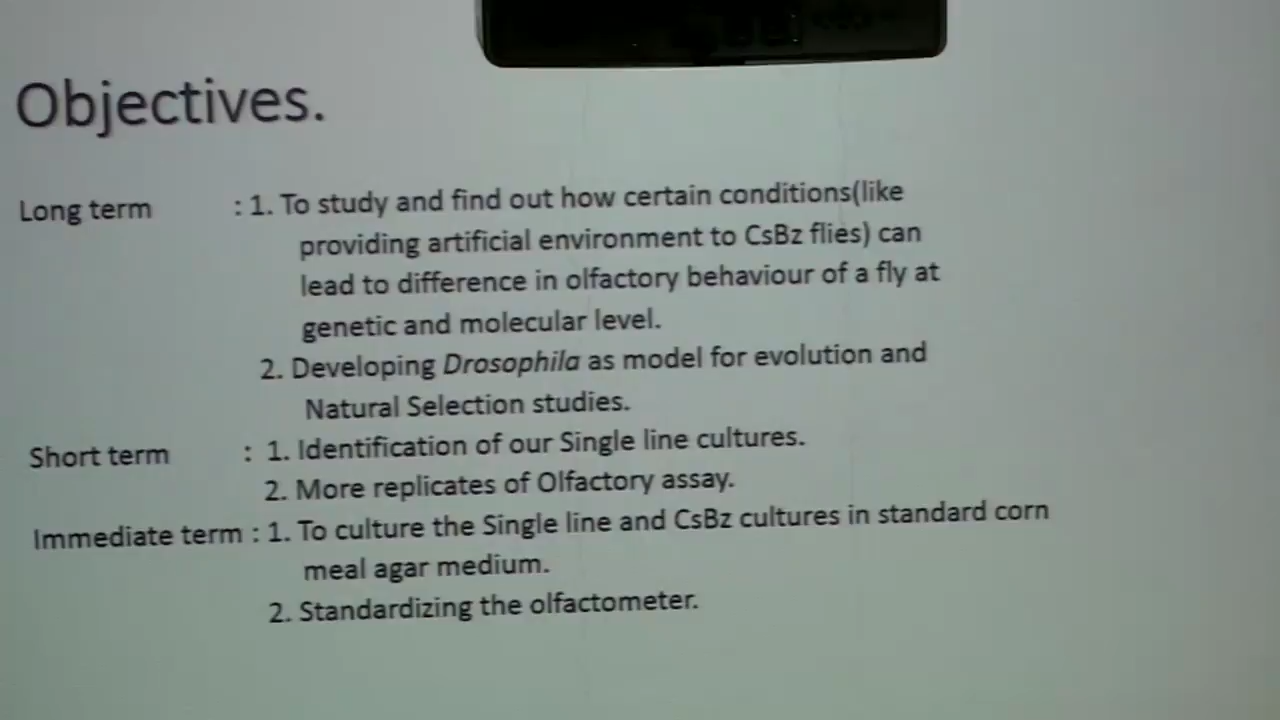 Objectives.
Long term : 1. To study and find out how certain conditions(like
providing artificial environment to CsBz flies) can
lead to difference in olfactory behaviour of a fly at
genetic and molecular level.
2. Developing Drosophila as model for evolution and
Natural Selection studies.
Short term : 1. Identification of our Single line cultures.
2. More replicates of Olfactory assay.
Immediate term : 1. To culture the Single line and CsBz cultures in standard corn
meal agar medium.
2. Standardizing the olfactometer.